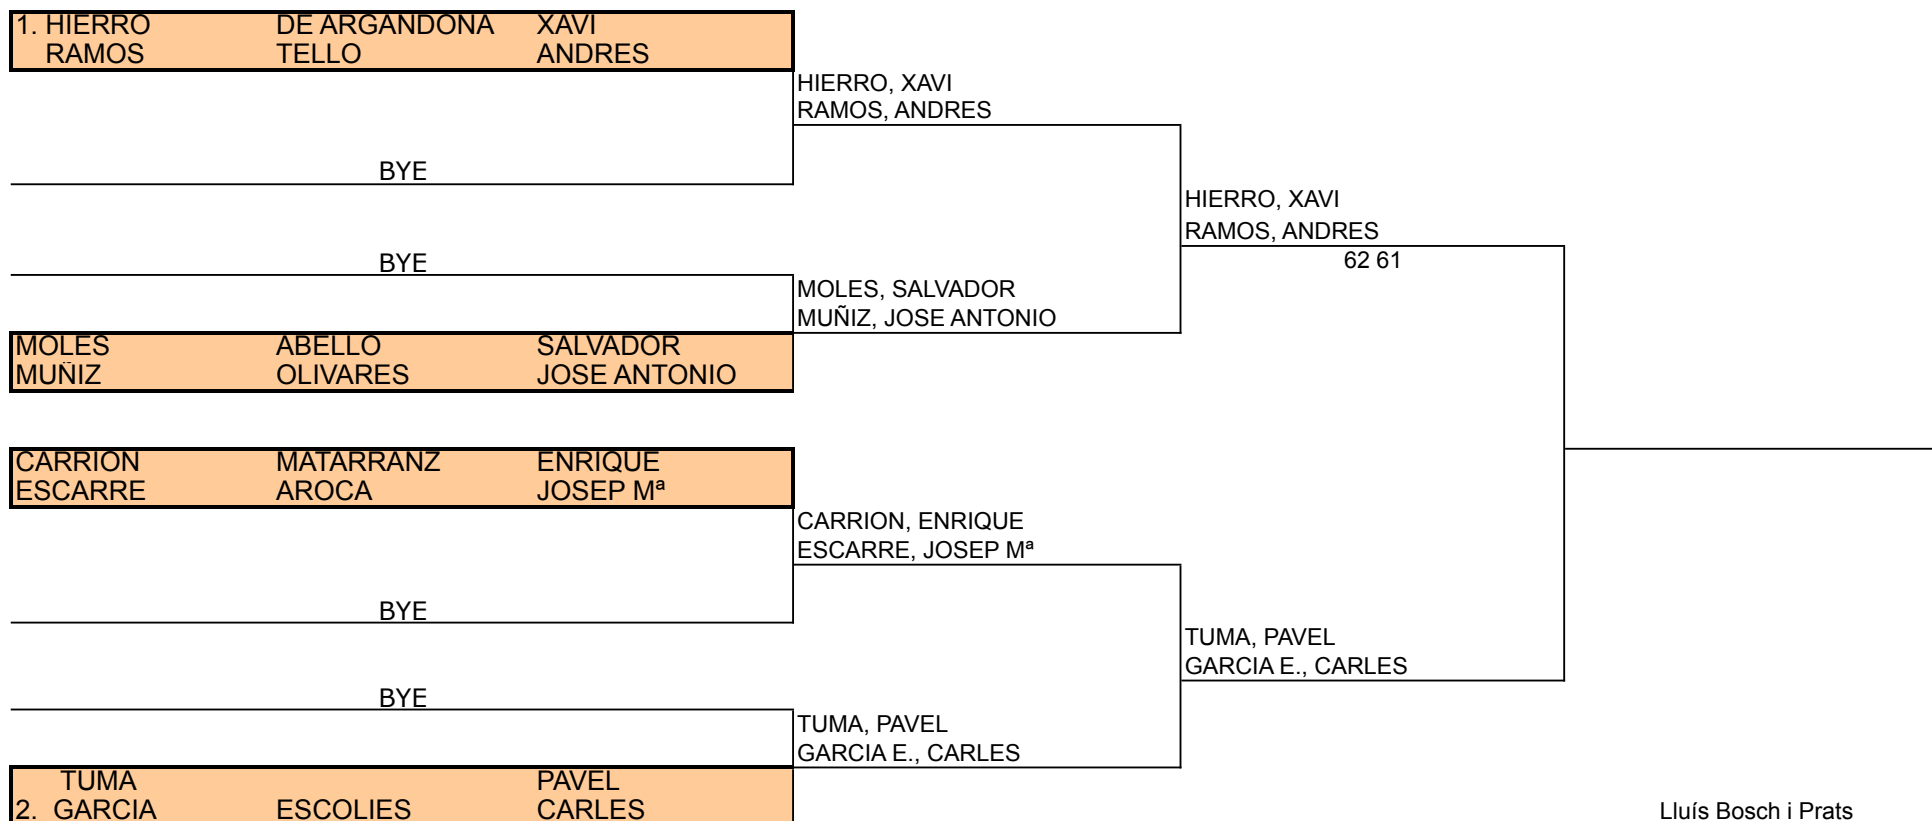 1. HIERRO DE ARGANDONA XAVI
RAMOS TELLO ANDRES
HIERRO, XAVI
RAMOS, ANDRES
BYE
HIERRO, XAVI
RAMOS, ANDRES
62 61
BYE
MOLES, SALVADOR
MUÑIZ, JOSE ANTONIO
MOLES ABELLO SALVADOR
MUÑIZ OLIVARES JOSE ANTONIO
CARRION MATARRANZ ENRIQUE
ESCARRE AROCA JOSEP Mª
CARRION, ENRIQUE
ESCARRE, JOSEP Mª
BYE
TUMA, PAVEL
GARCIA E., CARLES
BYE
TUMA, PAVEL
GARCIA E., CARLES
TUMA PAVEL
2. GARCIA ESCOLIES CARLES
Lluís Bosch i Prats